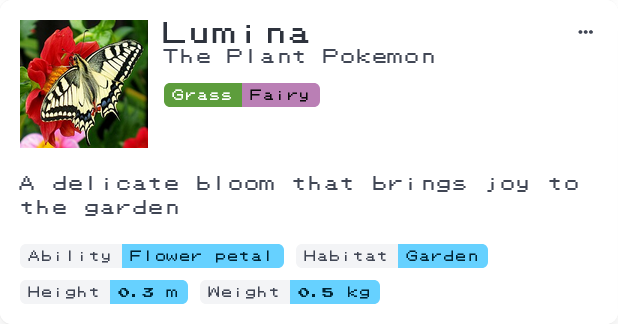 Lumina
The Plant Pokemon
Grass Fairy
A delicate bloom that brings joy to
the garden
Ability Flower petal Habitat Garden
Height 0.3 m Weight 0.5 kg